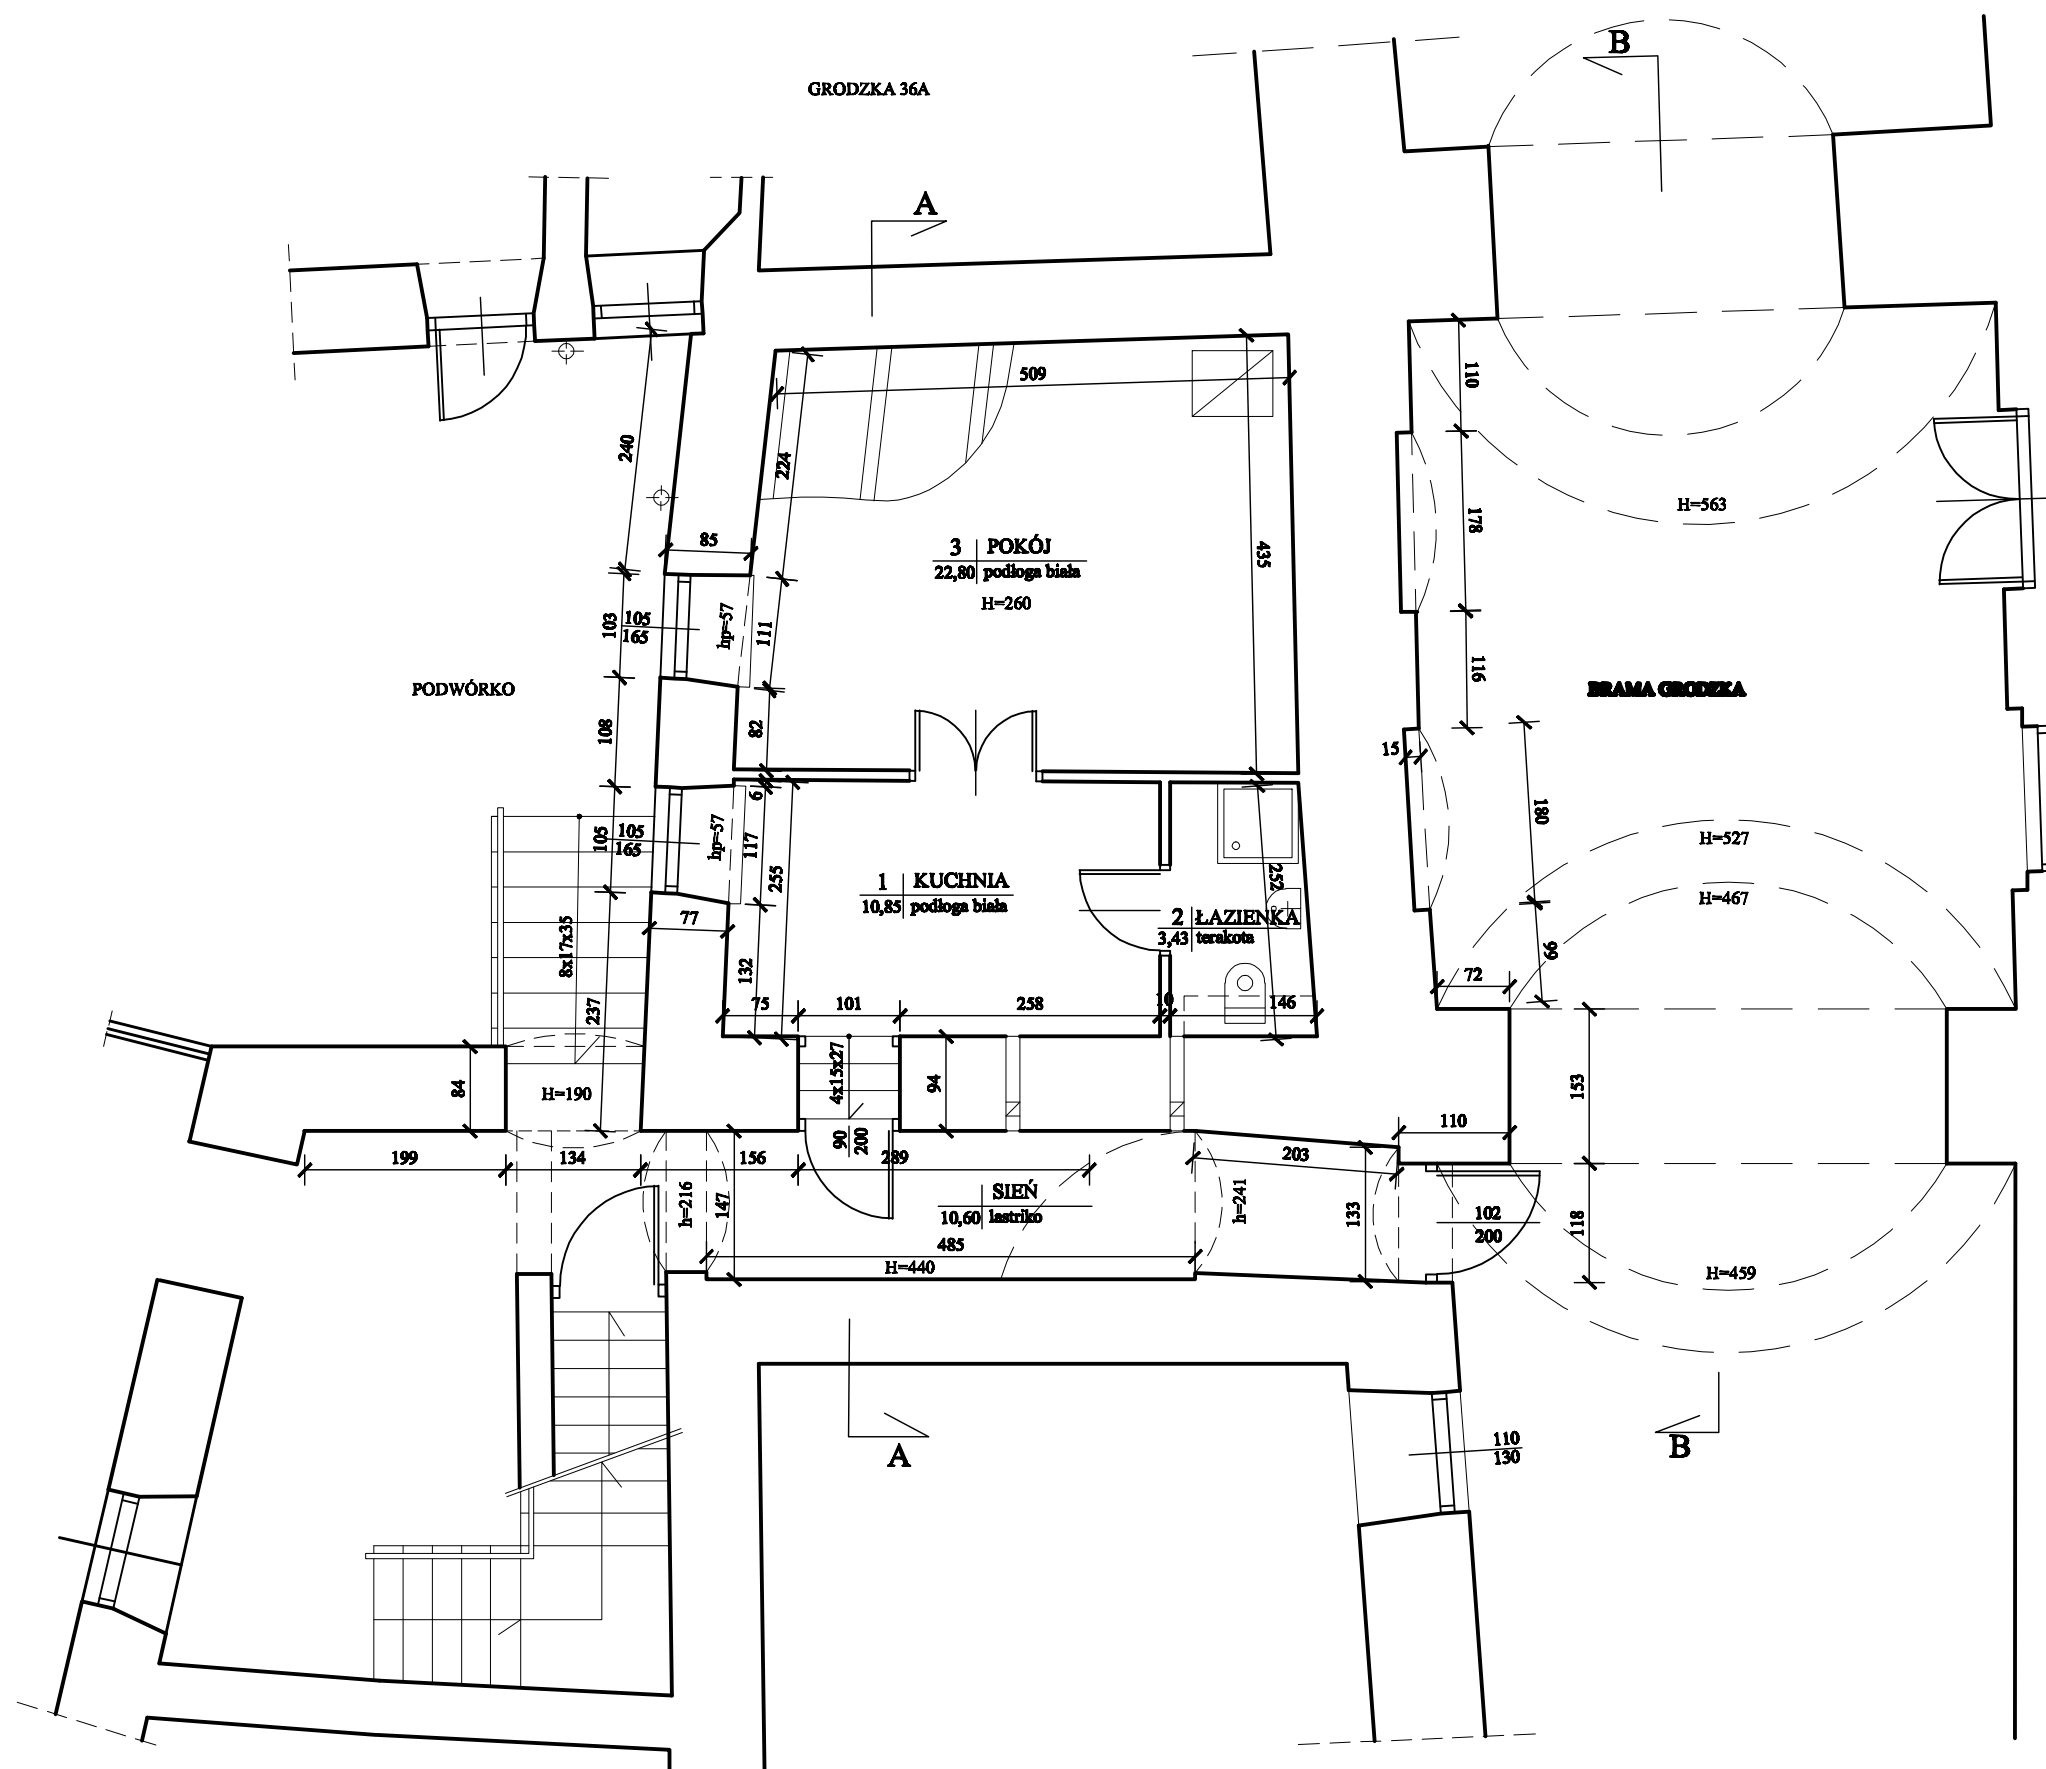 B
GRODZKA 36A
A
110
509
240
224
H=563
178
85
435
3 POKÓJ
22,80 podłoga biała
H=260
103
105
165
hp=57
111
116
PODWÓRKO
BRAMA GRODZKA
108
82
15
6
105
105
165
hp=57
117
180
H=527
255
252
1 KUCHNIA
10,85 podłoga biała
H=467
77
2 ŁAZIENKA
3,43 terakota
8x17x35
132
99
72
75
101
258
10
146
237
84
H=190
4x15x27
94
153
110
90
200
199
134
156
289
203
h=216
147
SIEŃ
10,60 lastriko
h=241
133
102
200
118
485
H=440
H=459
A
B
110
130